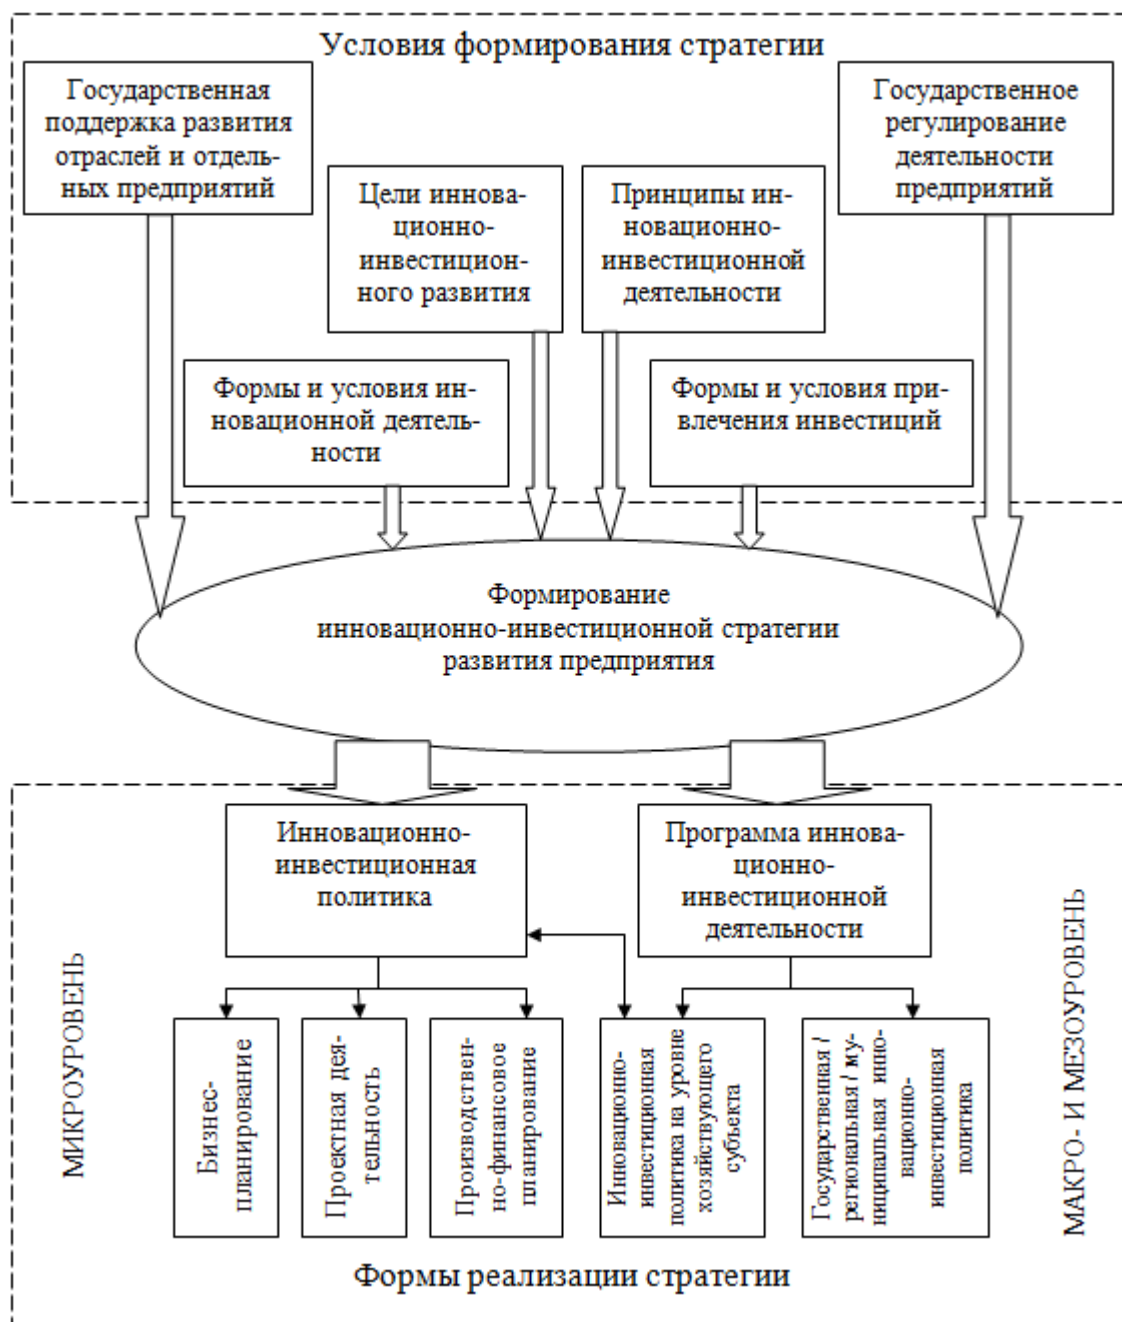 Условия формирования стратегии
Государственная
поддержка развития
отраслей и отдель-
ных предприятий
Государственное
регулирование
деятельности
предприятий
Цели иннова-
ционно-
инвестицион-
ного развития
Принципы ин-
новационно-
инвестиционной
деятельности
Формы и условия ин-
новационной деятель-
ности
Формы и условия при-
влечения инвестиций
Формирование
инновационно-инвестиционной стратегии
развития предприятия
Инновационно-
инвестиционная
политика
Программа иннова-
ционно-
инвестиционной
деятельности
МИКРОУРОВЕНЬ
Бизнес-
планирование
Проектная дея-
тельность
Производствен-
но-финансовое
планирование
Инновационно-
инвестиционная
политика на уровне
хозяйствующего
субъекта
Государственная /
региональная / му-
ниципальная инно-
вационно-
инвестиционная
политика
МАКРО- И МЕЗОУРОВЕНЬ
Формы реализации стратегии